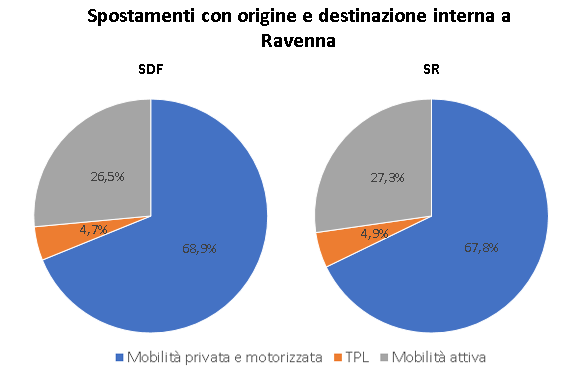 Spostamenti con origine e destinazione interna a
Ravenna
SDF
SR
26,5%
4,7%
68,9%
27,3%
4,9%
67,8%
Mobilità privata e motorizzata TPL Mobilità attiva